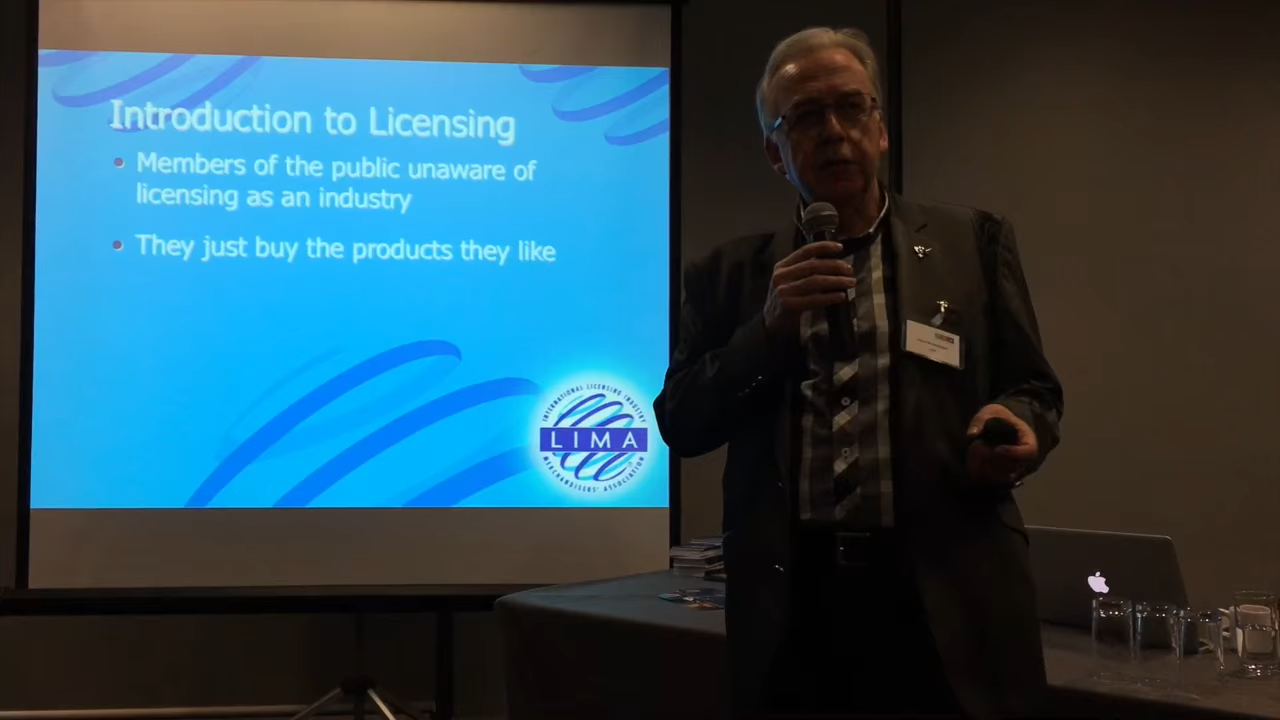 Introduction to Licensing
Members of the public unaware of
licensing as an industry
They just buy the products they like
INTERNATIONAL LICENSING INDUSTRY
LIMA
MERCHANDISERS' ASSOCIATION